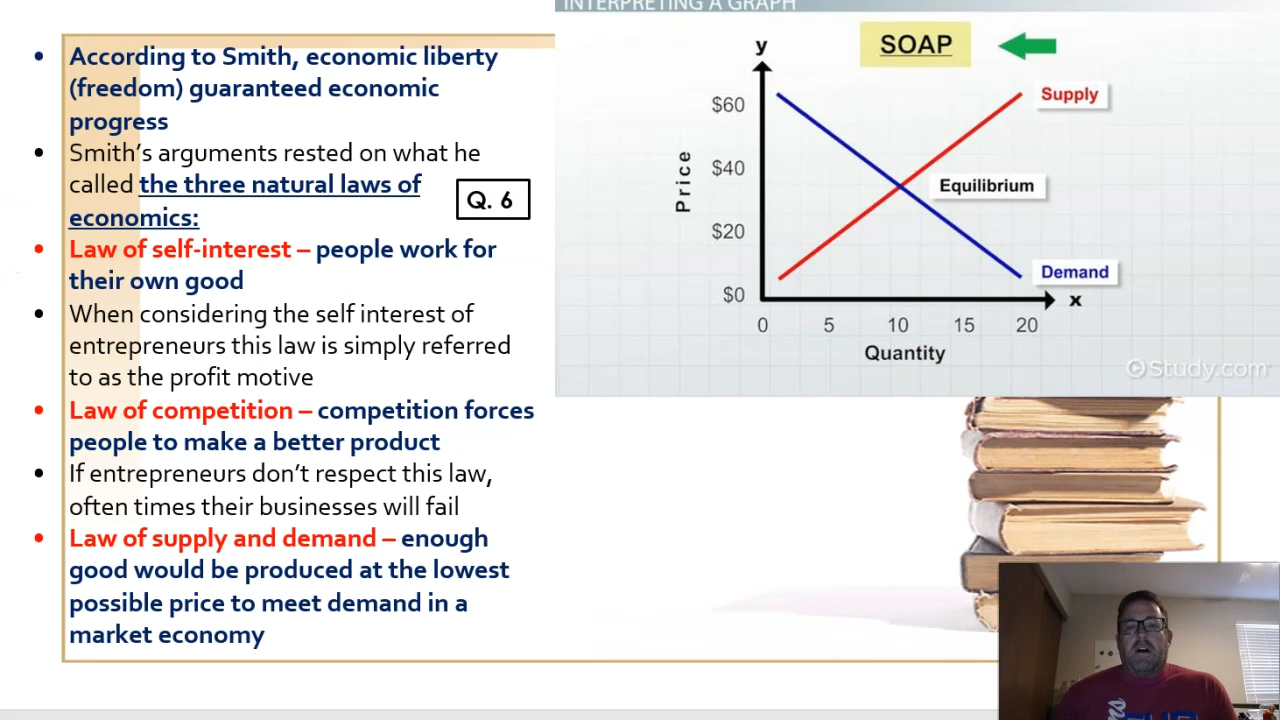 • According to Smith, economic liberty
(freedom) guaranteed economic
progress
• Smith's arguments rested on what he
called the three natural laws of
economics:
Q. 6
• Law of self-interest – people work for
their own good
• When considering the self interest of
entrepreneurs this law is simply referred
to as the profit motive
• Law of competition – competition forces
people to make a better product
• If entrepreneurs don't respect this law,
often times their businesses will fail
• Law of supply and demand – enough
good would be produced at the lowest
possible price to meet demand in a
market economy
INTERPRETING A GRAPH
SOAP
y
$60
$40
$20
$0
Price
Supply
Equilibrium
Demand
x
0 5 10 15 20
Quantity
Study.com